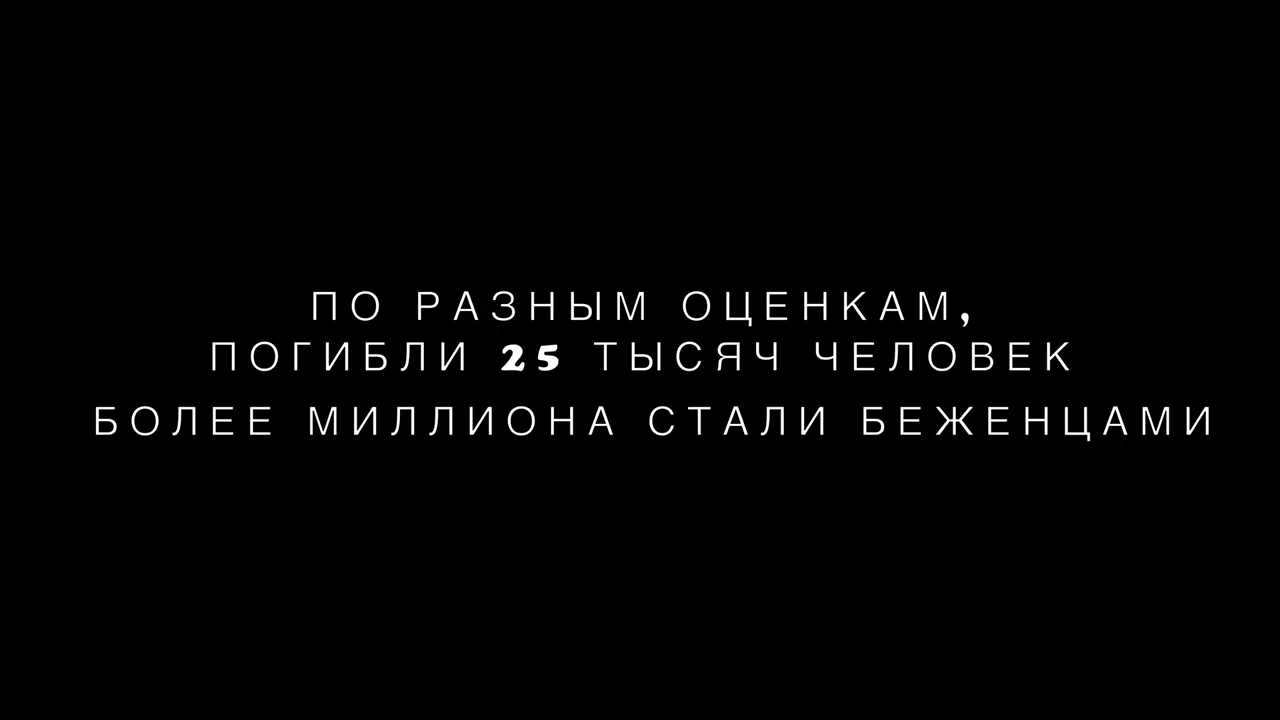 ПО РАЗНЫМ ОЦЕНКАМ,
ПОГИБЛИ 25 ТЫСЯЧ ЧЕЛОВЕК
БОЛЕЕ МИЛЛИОНА СТАЛИ БЕЖЕНЦАМИ